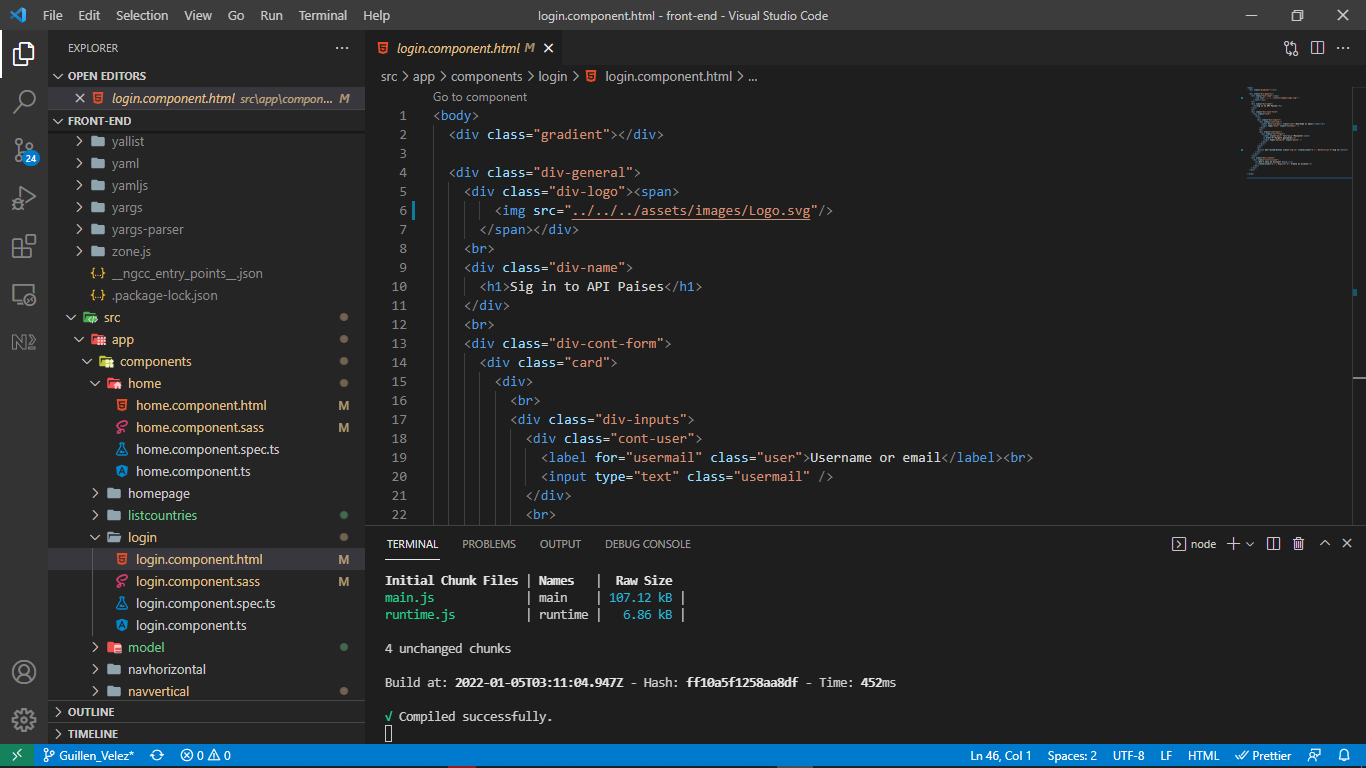 File Edit Selection View Go Run Terminal Help
login.component.html - front-end - Visual Studio Code
EXPLORER
OPEN EDITORS
login.component.html src\app\compon... M
FRONT-END
yallist
yaml
yamljs
yargs
yargs-parser
zone.js
{..} __ngcc_entry_points__.json
{..} .package-lock.json
src
app
components
home
home.component.html M
home.component.sass M
home.component.spec.ts
home.component.ts
homepage
listcountries
login
login.component.html M
login.component.sass M
login.component.spec.ts
login.component.ts
model
navhorizontal
navvertical
OUTLINE
TIMELINE
24
login.component.html M
src > app > components > login > login.component.html > ...
Go to component
1 <body>
2 <div class="gradient"></div>
3
4 <div class="div-general">
5 <div class="div-logo"><span>
6 <img src="../../../assets/images/Logo.svg"/>
7 </span></div>
8 <br>
9 <div class="div-name">
10 <h1>Sig in to API Paises</h1>
11 </div>
12 <br>
13 <div class="div-cont-form">
14 <div class="card">
15 <div>
16 <br>
17 <div class="div-inputs">
18 <div class="cont-user">
19 <label for="usermail" class="user">Username or email</label><br>
20 <input type="text" class="usermail" />
21 </div>
22 <br>
TERMINAL PROBLEMS OUTPUT DEBUG CONSOLE
node
Initial Chunk Files | Names | Raw Size
main.js | main | 107.12 kB |
runtime.js | runtime | 6.86 kB |
4 unchanged chunks
Build at: 2022-01-05T03:11:04.947Z - Hash: ff10a5f1258aa8df - Time: 452ms
√ Compiled successfully.
Guillen_Velez* 0 0 Ln 46, Col 1 Spaces: 2 UTF-8 LF HTML Prettier